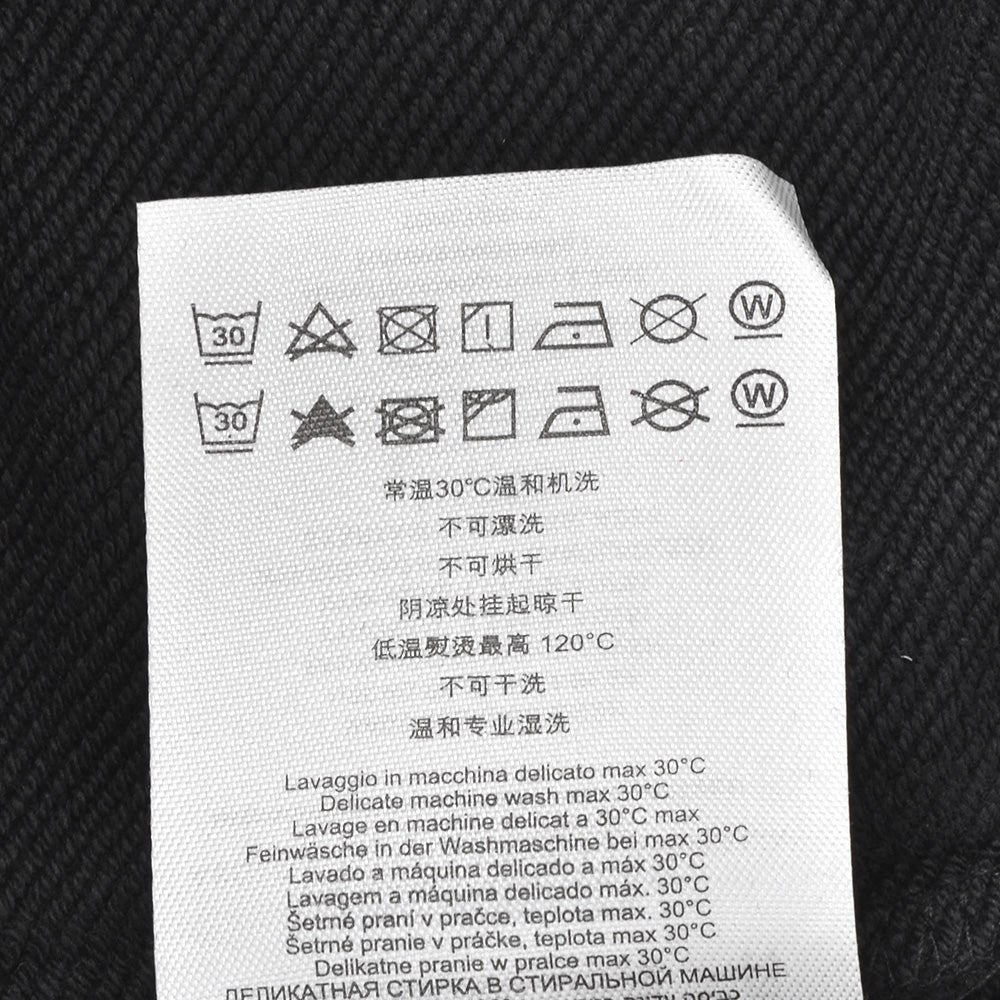 30 W
30 W
常温30°C温和机洗
不可漂洗
不可烘干
阴凉处挂起晾干
低温熨烫最高 120°C
不可干洗
温和专业湿洗
Lavaggio in macchina delicato max 30°C
Delicate machine wash max 30°C
Lavage en machine delicat a 30°C max
Feinwäsche in der Washmaschine bei max 30°C
Lavado a máquina delicado a máx 30°C
Lavagem a máquina delicado máx. 30°C
Šetrné praní v pračce, teplota max. 30°C
Šetrné pranie v práčke, teplota max 30°C
Delikatne pranie w pralce max 30°C
ДЕЛИКАТНАЯ СТИРКА В СТИРАЛЬНОЙ МАШИНЕ